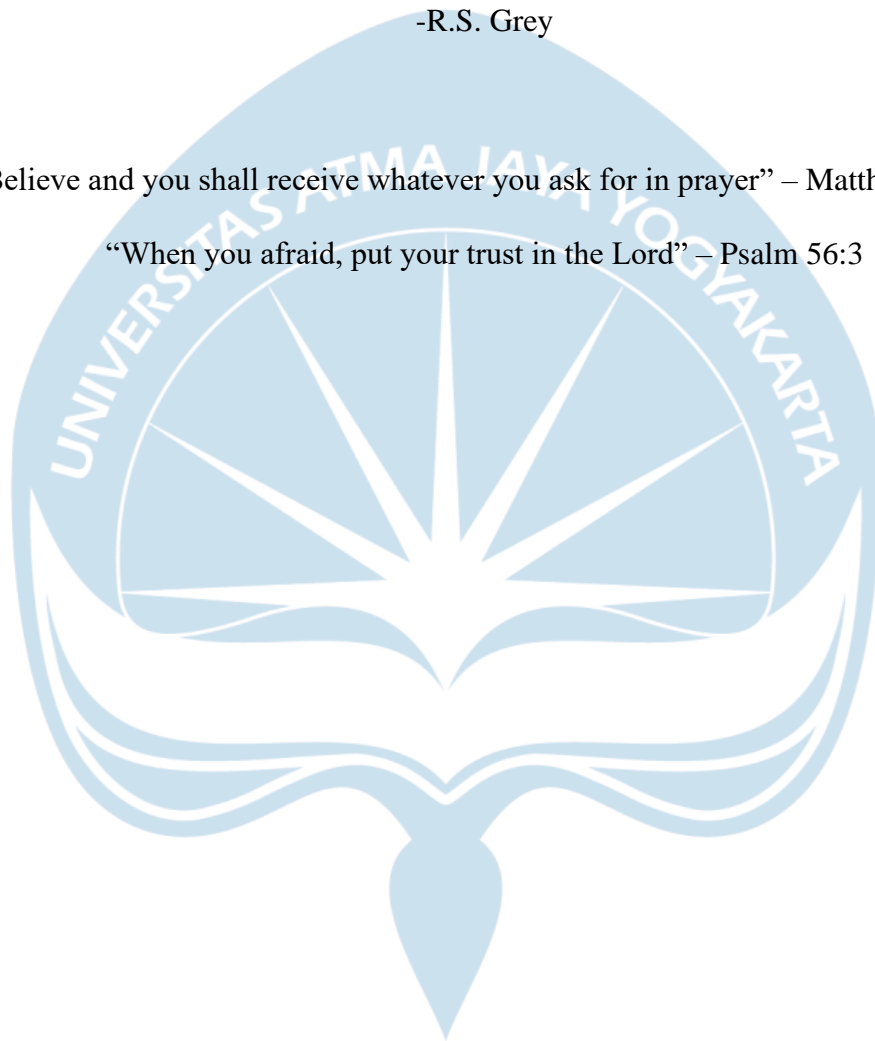 -R.S. Grey
UNIVERSITAS ATMA JAYA YOGYAKARTA
Believe and you shall receive whatever you ask for in prayer” –
“When you afraid, put your trust in the Lord” – Psalm 56:3